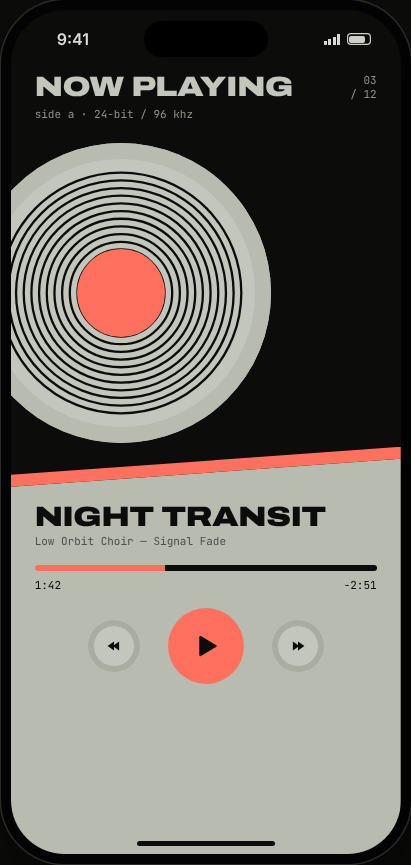 9:41
NOW PLAYING
03
/ 12
side a · 24-bit / 96 khz
NIGHT TRANSIT
Low Orbit Choir — Signal Fade
1:42
-2:51